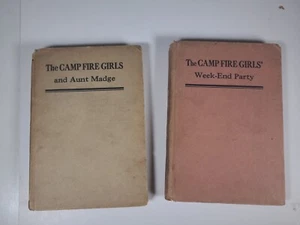 The CAMP FIRE GIRLS
and Aunt Madge
The CAMP FIRE GIRLS'
Week-End Party